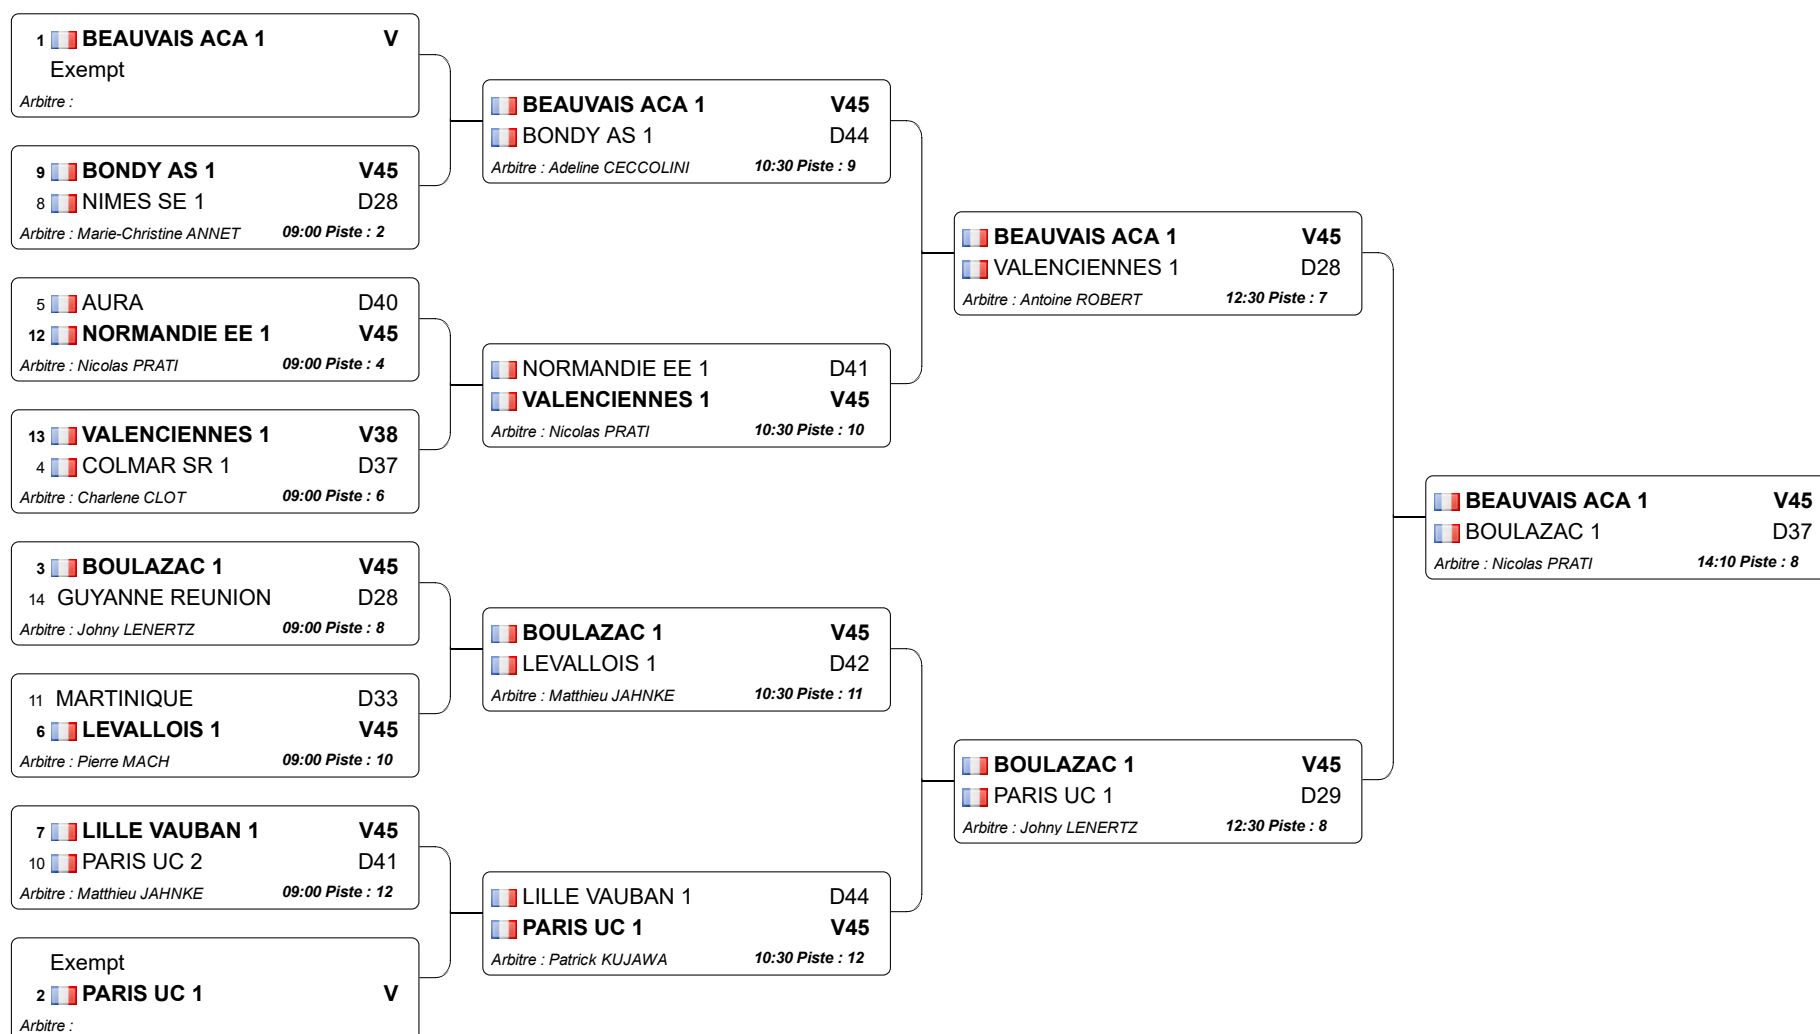 1 BEAUVAIS ACA 1 V
Exempt
Arbitre :
9 BONDY AS 1 V45
8 NIMES SE 1 D28
Arbitre : Marie-Christine ANNET 09:00 Piste : 2
5 AURA D40
12 NORMANDIE EE 1 V45
Arbitre : Nicolas PRATI 09:00 Piste : 4
13 VALENCIENNES 1 V38
4 COLMAR SR 1 D37
Arbitre : Charlene CLOT 09:00 Piste : 6
3 BOULAZAC 1 V45
14 GUYANNE REUNION D28
Arbitre : Johny LENERTZ 09:00 Piste : 8
11 MARTINIQUE D33
6 LEVALLOIS 1 V45
Arbitre : Pierre MACH 09:00 Piste : 10
7 LILLE VAUBAN 1 V45
10 PARIS UC 2 D41
Arbitre : Matthieu JAHNKE 09:00 Piste : 12
Exempt
2 PARIS UC 1 V
Arbitre :
BEAUVAIS ACA 1 V45
BONDY AS 1 D44
Arbitre : Adeline CECCOLINI 10:30 Piste : 9
NORMANDIE EE 1 D41
VALENCIENNES 1 V45
Arbitre : Nicolas PRATI 10:30 Piste : 10
BOULAZAC 1 V45
LEVALLOIS 1 D42
Arbitre : Matthieu JAHNKE 10:30 Piste : 11
LILLE VAUBAN 1 D44
PARIS UC 1 V45
Arbitre : Patrick KUJAWA 10:30 Piste : 12
BEAUVAIS ACA 1 V45
VALENCIENNES 1 D28
Arbitre : Antoine ROBERT 12:30 Piste : 7
BOULAZAC 1 V45
PARIS UC 1 D29
Arbitre : Johny LENERTZ 12:30 Piste : 8
BEAUVAIS ACA 1 V45
BOULAZAC 1 D37
Arbitre : Nicolas PRATI 14:10 Piste : 8